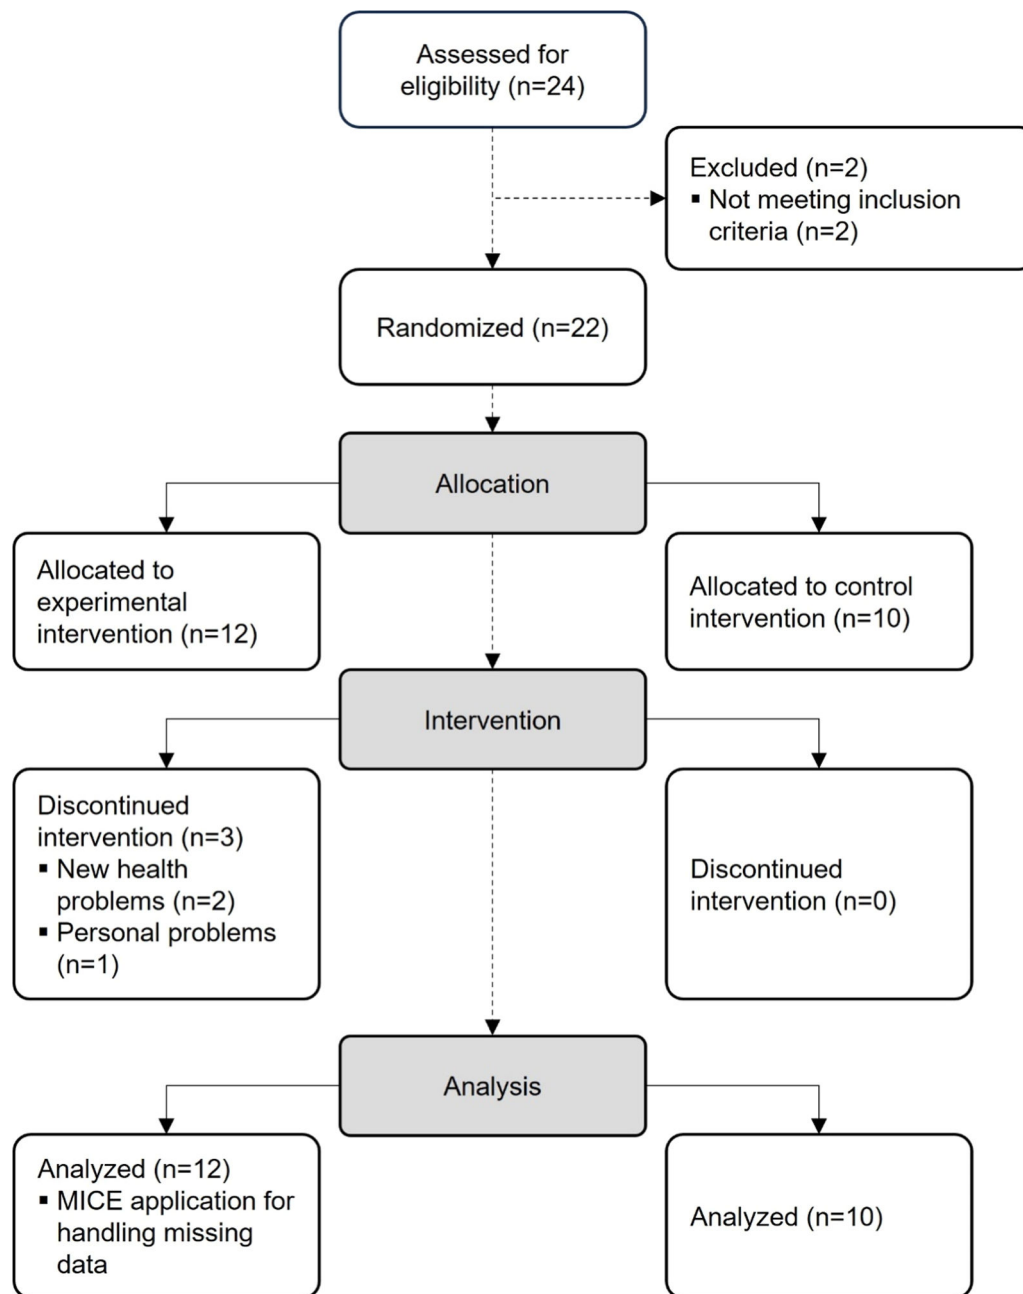 Assessed for
eligibility (n=24)
Excluded (n=2)
▪ Not meeting inclusion
criteria (n=2)
Randomized (n=22)
Allocation
Allocated to
experimental
intervention (n=12)
Allocated to control
intervention (n=10)
Intervention
Discontinued
intervention (n=3)
▪ New health
problems (n=2)
▪ Personal problems
(n=1)
Discontinued
intervention (n=0)
Analysis
Analyzed (n=12)
▪ MICE application for
handling missing
data
Analyzed (n=10)